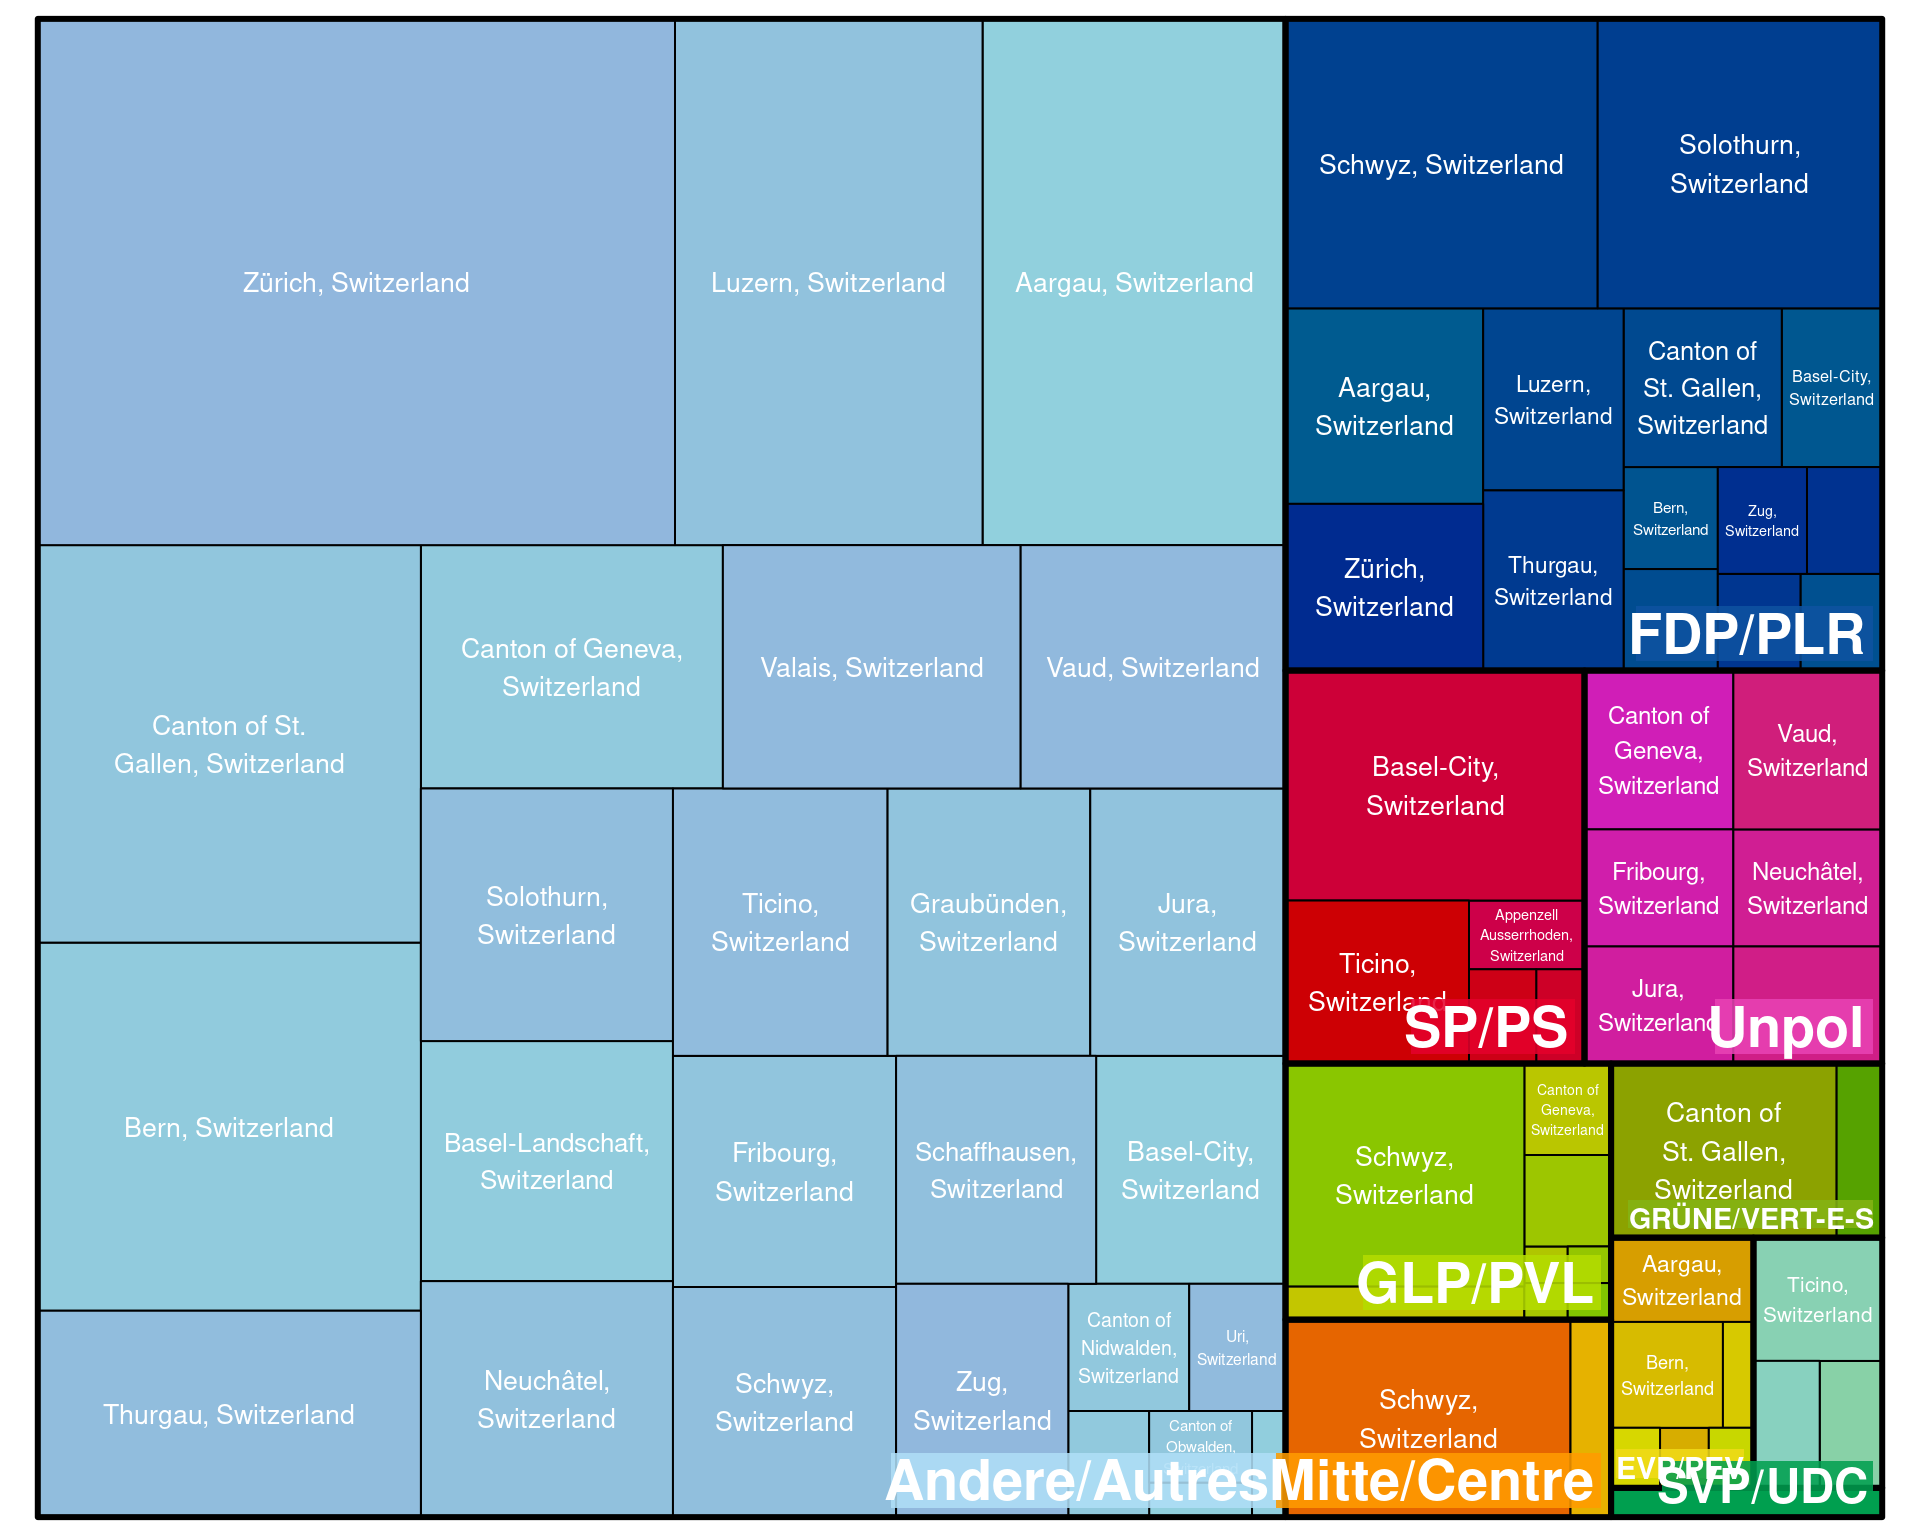 Zürich, Switzerland
Luzern, Switzerland
Aargau, Switzerland
Canton of St.
Gallen, Switzerland
Canton of Geneva,
Switzerland
Valais, Switzerland
Vaud, Switzerland
Solothurn,
Switzerland
Ticino,
Switzerland
Graubünden,
Switzerland
Jura,
Switzerland
Bern, Switzerland
Basel-Landschaft,
Switzerland
Fribourg,
Switzerland
Schaffhausen,
Switzerland
Basel-City,
Switzerland
Thurgau, Switzerland
Neuchâtel,
Switzerland
Schwyz,
Switzerland
Zug,
Switzerland
Canton of
Nidwalden,
Switzerland
Uri,
Switzerland
Canton of
Obwalden,
Andere/Autres
Schwyz, Switzerland
Solothurn,
Switzerland
Aargau,
Switzerland
Luzern,
Switzerland
Canton of
St. Gallen,
Switzerland
Basel-City,
Switzerland
Zürich,
Switzerland
Thurgau,
Switzerland
Bern,
Switzerland
Zug,
Switzerland
FDP/PLR
Basel-City,
Switzerland
Ticino,
Switzerland
Appenzell
Ausserrhoden,
Switzerland
SP/PS
Canton of
Geneva,
Switzerland
Vaud,
Switzerland
Fribourg,
Switzerland
Neuchâtel,
Switzerland
Jura,
Switzerland
Unpol
Schwyz,
Switzerland
Canton of
Geneva,
Switzerland
GLP/PVL
Canton of
St. Gallen,
Switzerland
GRÜNE/VERT-E-S
Schwyz,
Switzerland
Mitte/Centre
Aargau,
Switzerland
Bern,
Switzerland
EVP/PEV
Ticino,
Switzerland
SVP/UDC